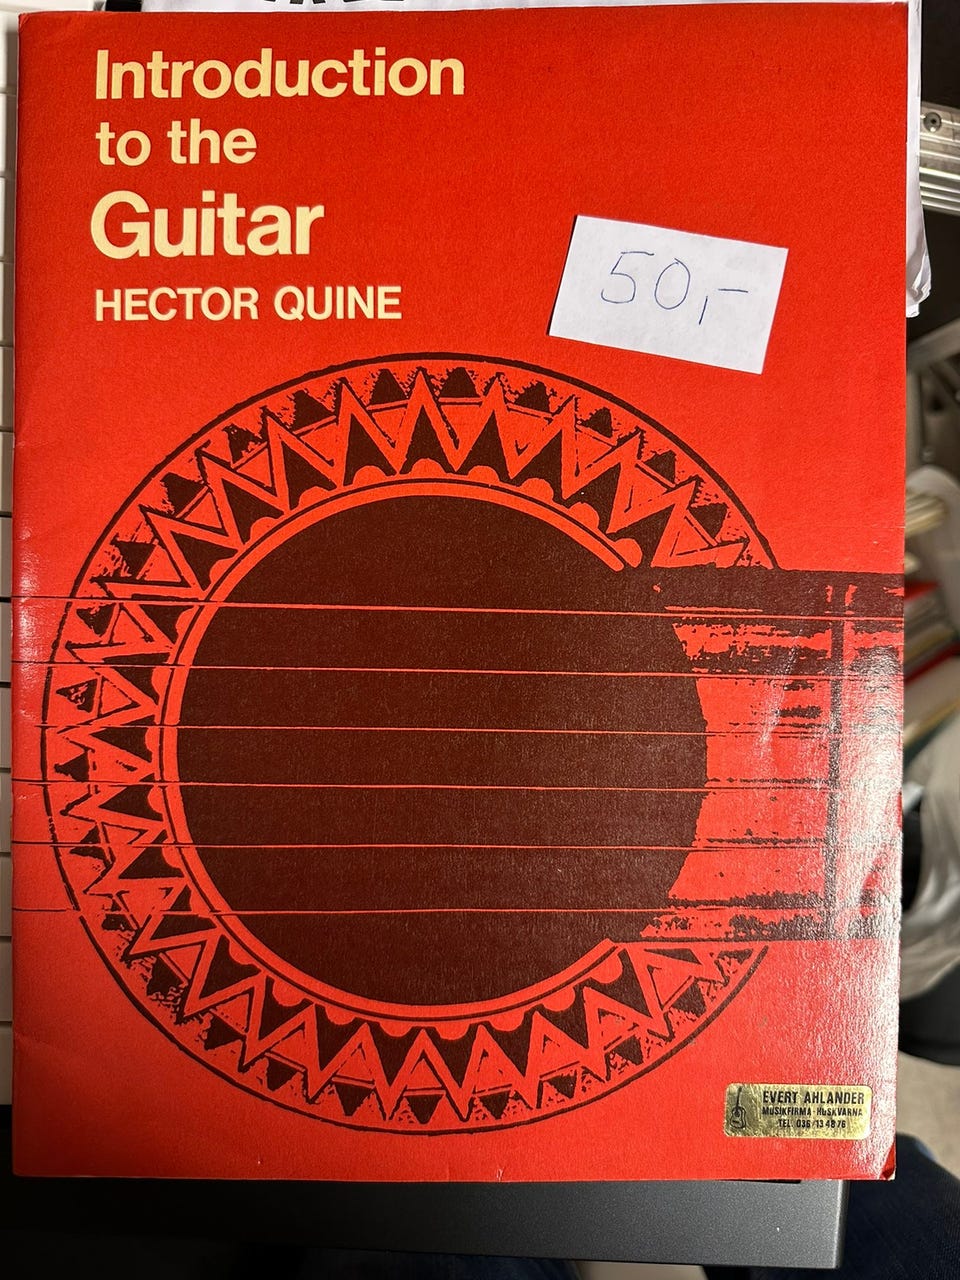 Introduction
to the
Guitar
HECTOR QUINE
50,-
EVERT AHLANDER
MUSIKFIRMA · HUSKVARNA
TEL. 036/13 48 76